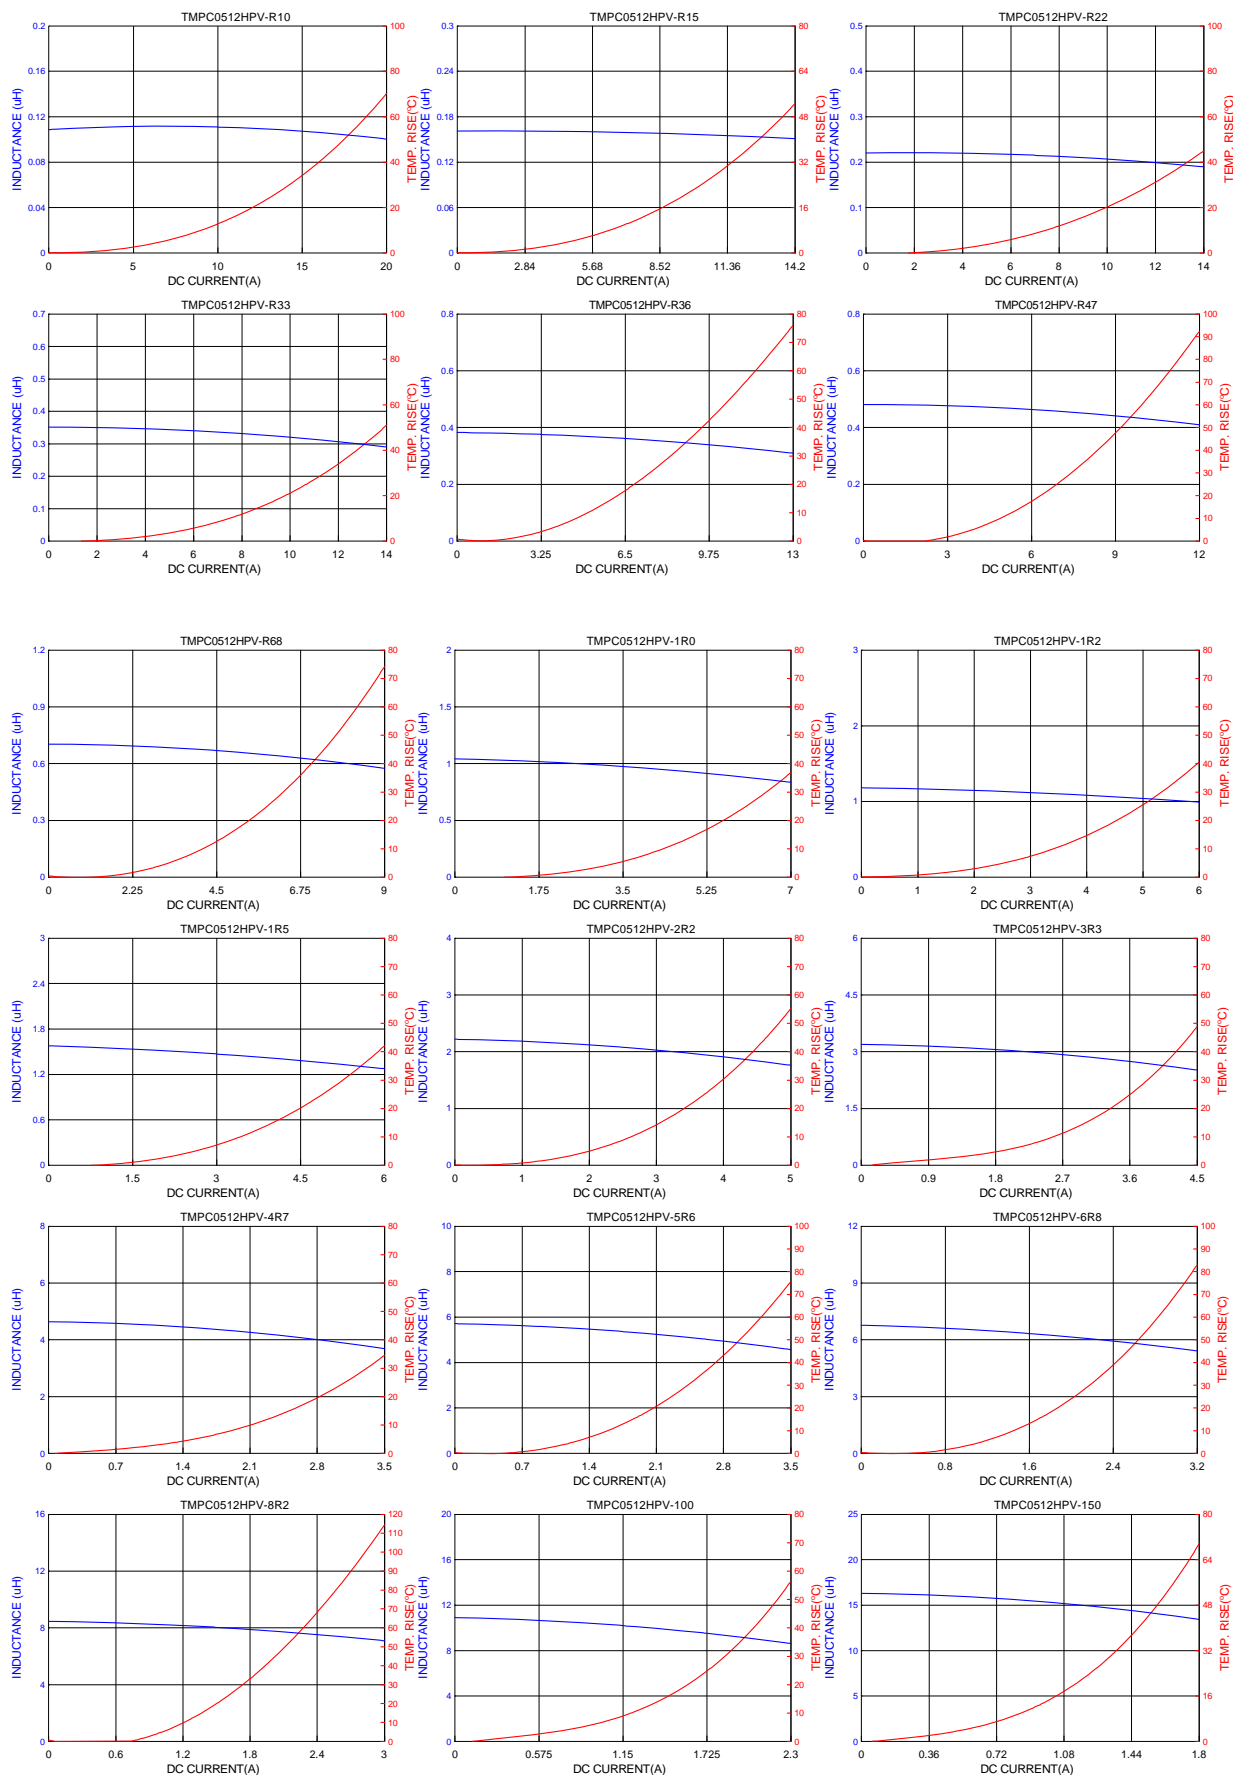 TMPC0512HPV-R10
INDUCTANCE (uH)
0.2
0.16
0.12
0.08
0.04
0
100
80
60
40
20
0
TEMP. RISE(ºC)
0 5 10 15 20
DC CURRENT(A)
TMPC0512HPV-R15
INDUCTANCE (uH)
0.3
0.24
0.18
0.12
0.06
0
80
64
48
32
16
0
TEMP. RISE(ºC)
0 2.84 5.68 8.52 11.36 14.2
DC CURRENT(A)
TMPC0512HPV-R22
INDUCTANCE (uH)
0.5
0.4
0.3
0.2
0.1
0
100
80
60
40
20
0
TEMP. RISE(ºC)
0 2 4 6 8 10 12 14
DC CURRENT(A)
TMPC0512HPV-R33
INDUCTANCE (uH)
0.7
0.6
0.5
0.4
0.3
0.2
0.1
0
100
80
60
40
20
0
TEMP. RISE(ºC)
0 2 4 6 8 10 12 14
DC CURRENT(A)
TMPC0512HPV-R36
INDUCTANCE (uH)
0.8
0.6
0.4
0.2
0
80
70
60
50
40
30
20
10
0
TEMP. RISE(ºC)
0 3.25 6.5 9.75 13
DC CURRENT(A)
TMPC0512HPV-R47
INDUCTANCE (uH)
0.8
0.6
0.4
0.2
0
100
90
80
70
60
50
40
30
20
10
0
TEMP. RISE(ºC)
0 3 6 9 12
DC CURRENT(A)
TMPC0512HPV-R68
INDUCTANCE (uH)
1.2
0.9
0.6
0.3
0
80
70
60
50
40
30
20
10
0
TEMP. RISE(ºC)
0 2.25 4.5 6.75 9
DC CURRENT(A)
TMPC0512HPV-1R0
INDUCTANCE (uH)
2
1.5
1
0.5
0
80
70
60
50
40
30
20
10
0
TEMP. RISE(ºC)
0 1.75 3.5 5.25 7
DC CURRENT(A)
TMPC0512HPV-1R2
INDUCTANCE (uH)
3
2
1
0
80
70
60
50
40
30
20
10
0
TEMP. RISE(ºC)
0 1 2 3 4 5 6
DC CURRENT(A)
TMPC0512HPV-1R5
INDUCTANCE (uH)
3
2.4
1.8
1.2
0.6
0
80
70
60
50
40
30
20
10
0
TEMP. RISE(ºC)
0 1.5 3 4.5 6
DC CURRENT(A)
TMPC0512HPV-2R2
INDUCTANCE (uH)
4
3
2
1
0
80
70
60
50
40
30
20
10
0
TEMP. RISE(ºC)
0 1 2 3 4 5
DC CURRENT(A)
TMPC0512HPV-3R3
INDUCTANCE (uH)
6
4.5
3
1.5
0
80
70
60
50
40
30
20
10
0
TEMP. RISE(ºC)
0 0.9 1.8 2.7 3.6 4.5
DC CURRENT(A)
TMPC0512HPV-4R7
INDUCTANCE (uH)
8
6
4
2
0
80
70
60
50
40
30
20
10
0
TEMP. RISE(ºC)
0 0.7 1.4 2.1 2.8 3.5
DC CURRENT(A)
TMPC0512HPV-5R6
INDUCTANCE (uH)
10
8
6
4
2
0
100
90
80
70
60
50
40
30
20
10
0
TEMP. RISE(ºC)
0 0.7 1.4 2.1 2.8 3.5
DC CURRENT(A)
TMPC0512HPV-6R8
INDUCTANCE (uH)
12
9
6
3
0
100
90
80
70
60
50
40
30
20
10
0
TEMP. RISE(ºC)
0 0.8 1.6 2.4 3.2
DC CURRENT(A)
TMPC0512HPV-8R2
INDUCTANCE (uH)
16
12
8
4
0
120
110
100
90
80
70
60
50
40
30
20
10
0
TEMP. RISE(ºC)
0 0.6 1.2 1.8 2.4 3
DC CURRENT(A)
TMPC0512HPV-100
INDUCTANCE (uH)
20
16
12
8
4
0
80
70
60
50
40
30
20
10
0
TEMP. RISE(ºC)
0 0.575 1.15 1.725 2.3
DC CURRENT(A)
TMPC0512HPV-150
INDUCTANCE (uH)
25
20
15
10
5
0
80
64
48
32
16
0
TEMP. RISE(ºC)
0 0.36 0.72 1.08 1.44 1.8
DC CURRENT(A)